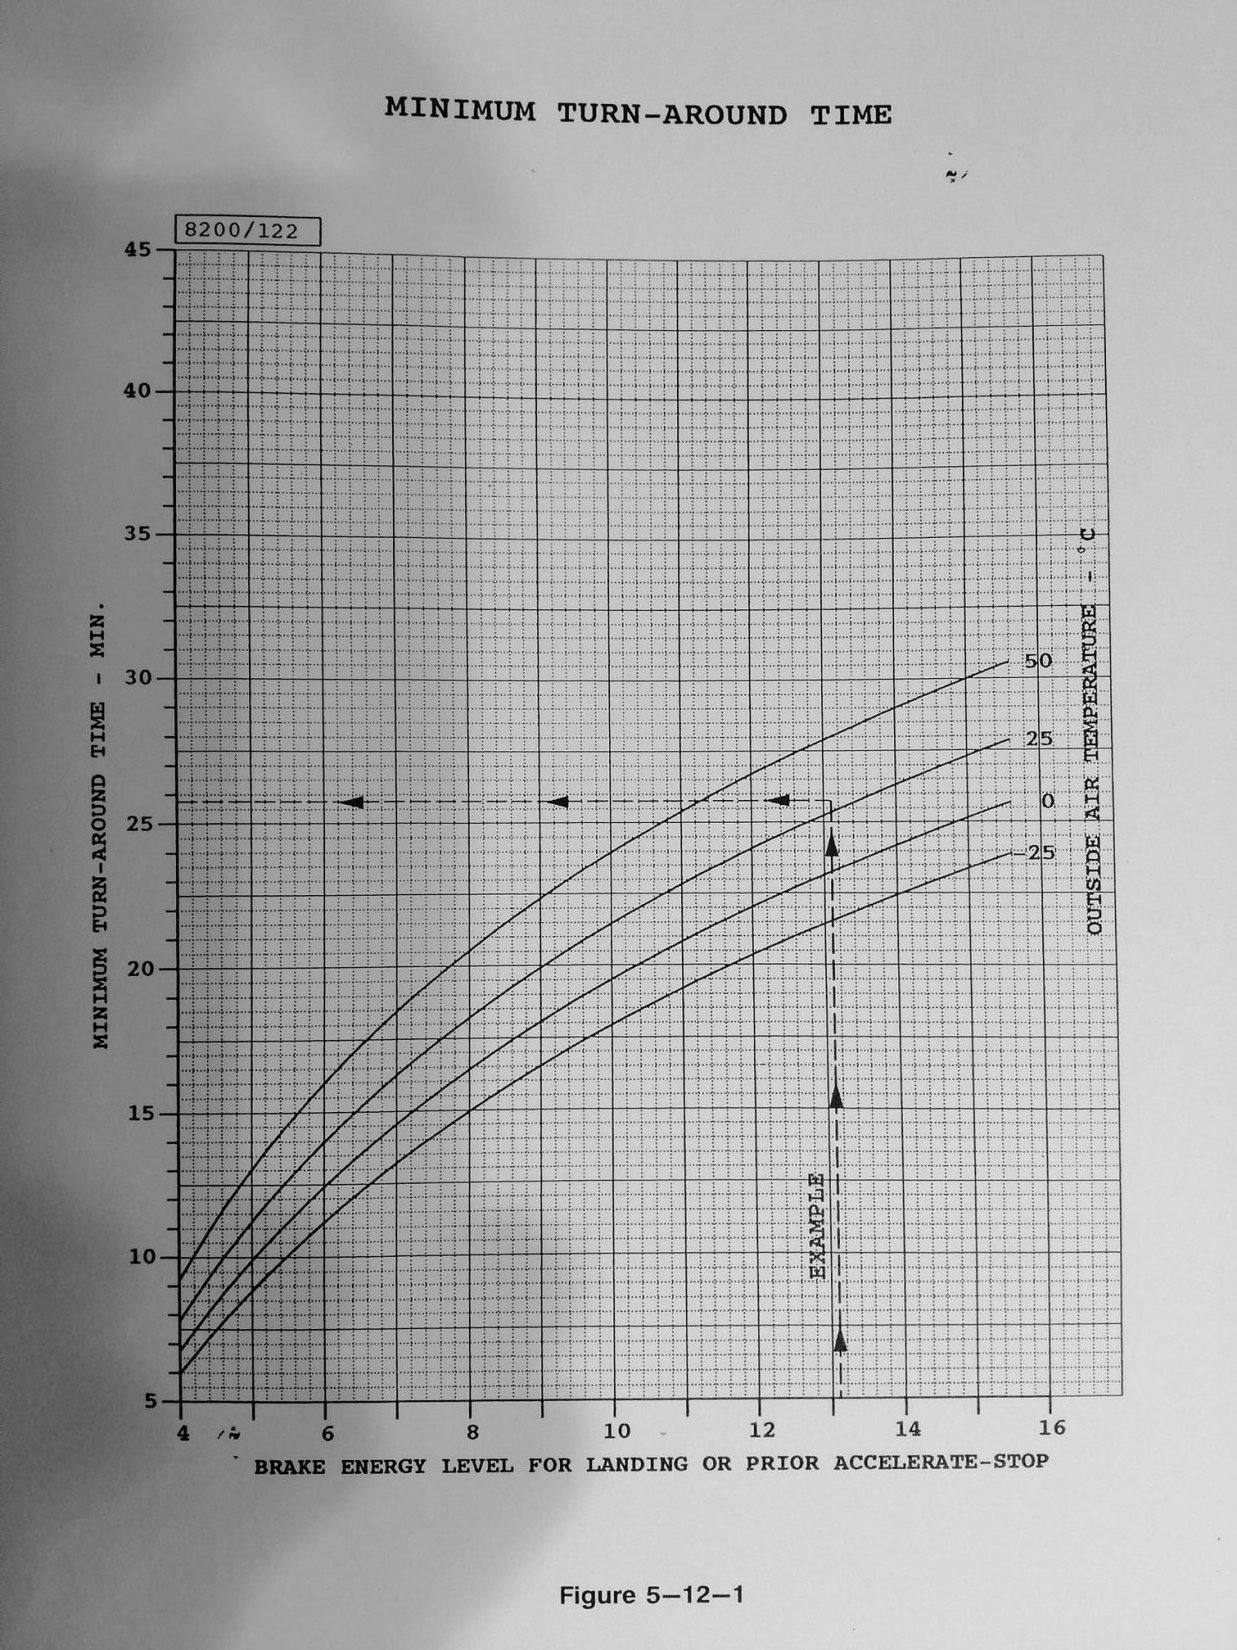 MINIMUM TURN-AROUND TIME
8200/122
45
40
35
30
25
20
15
10
5
MINIMUM TURN-AROUND TIME - MIN.
50
25
0
-25
OUTSIDE AIR TEMPERATURE - °C
EXAMPLE
4 6 8 10 12 14 16
BRAKE ENERGY LEVEL FOR LANDING OR PRIOR ACCELERATE-STOP
Figure 5-12-1